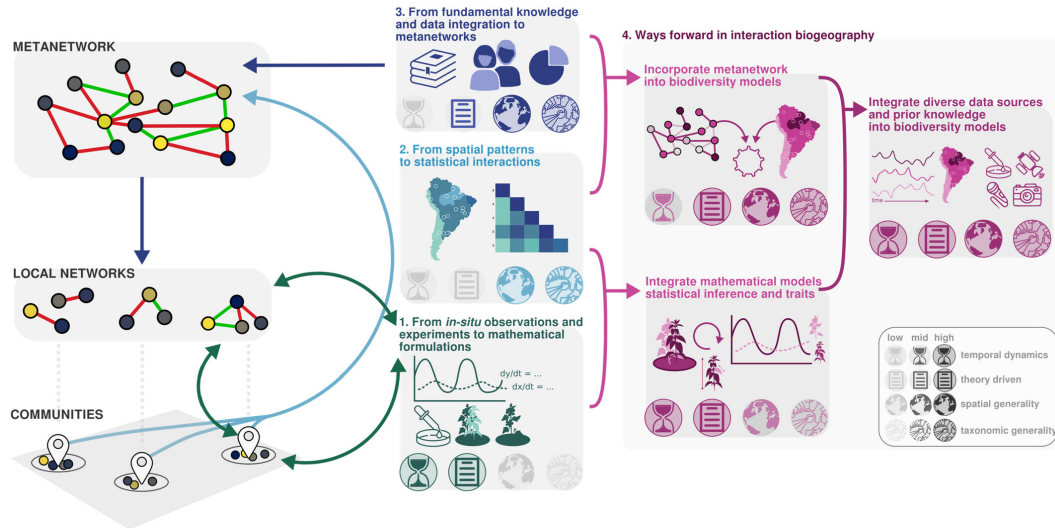 METANETWORK
LOCAL NETWORKS
COMMUNITIES
3. From fundamental knowledge
and data integration to
metanetworks
2. From spatial patterns
to statistical interactions
1. From in-situ observations and
experiments to mathematical
formulations
dy/dt = ...
dx/dt = ...
4. Ways forward in interaction biogeography
Incorporate metanetwork
into biodiversity models
Integrate mathematical models
statistical inference and traits
Integrate diverse data sources
and prior knowledge
into biodiversity models
time
low mid high
temporal dynamics
theory driven
spatial generality
taxonomic generality